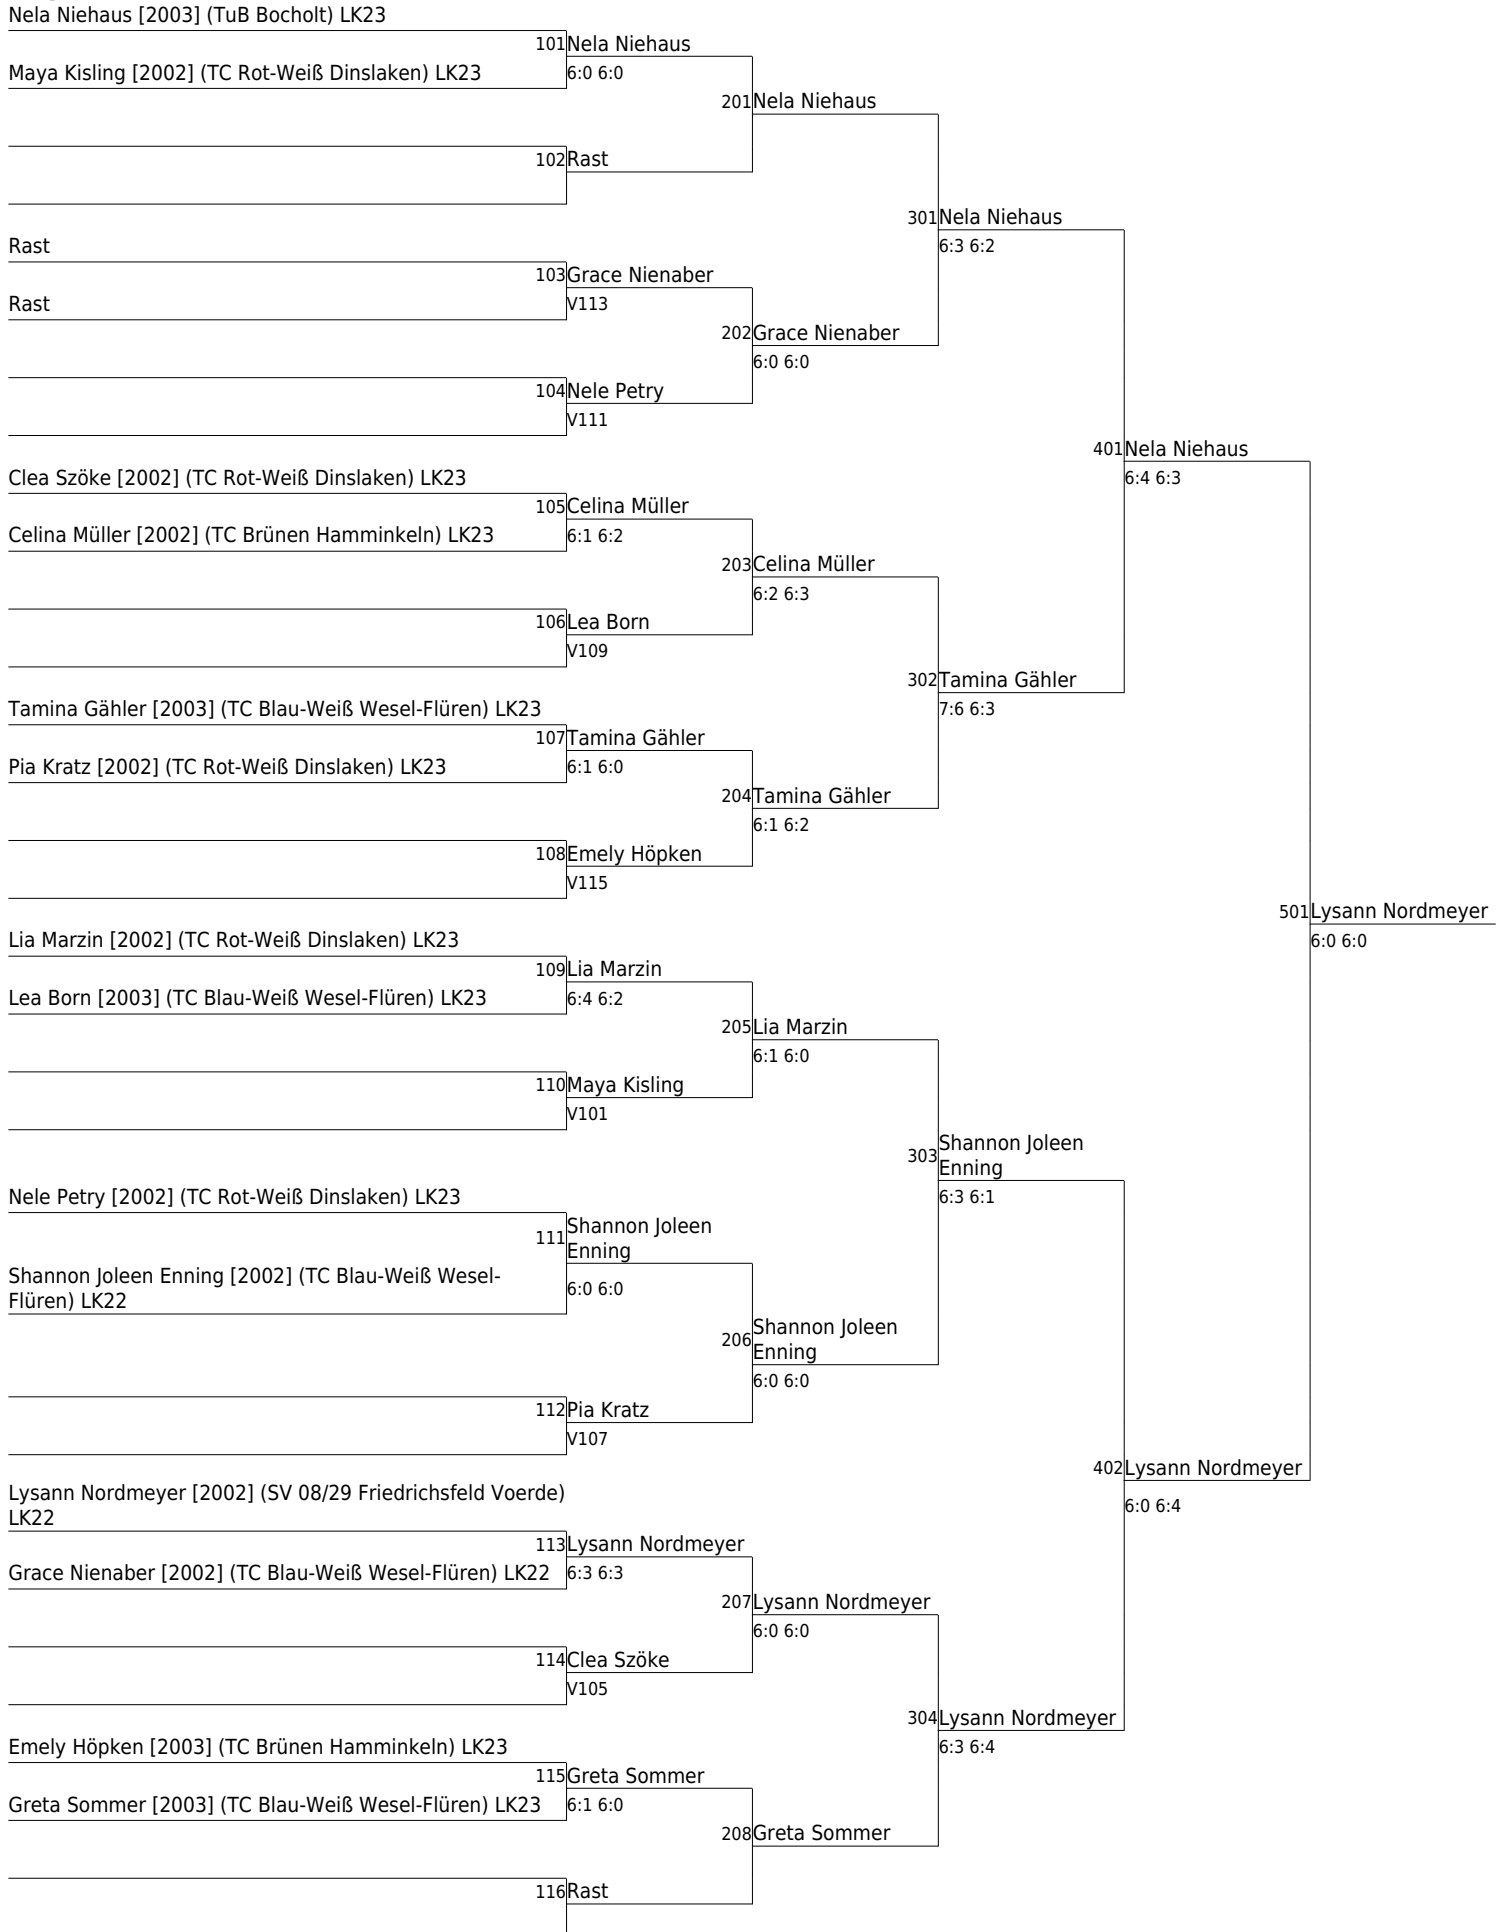 Nela Niehaus [2003] (TuB Bocholt) LK23
101 Nela Niehaus
Maya Kisling [2002] (TC Rot-Weiß Dinslaken) LK23
6:0 6:0
201 Nela Niehaus
102 Rast
301 Nela Niehaus
Rast
6:3 6:2
103 Grace Nienaber
Rast
V113
202 Grace Nienaber
6:0 6:0
104 Nele Petry
V111
401 Nela Niehaus
Clea Szöke [2002] (TC Rot-Weiß Dinslaken) LK23
6:4 6:3
105 Celina Müller
Celina Müller [2002] (TC Brünen Hamminkeln) LK23
6:1 6:2
203 Celina Müller
6:2 6:3
106 Lea Born
V109
302 Tamina Gähler
Tamina Gähler [2003] (TC Blau-Weiß Wesel-Flüren) LK23
7:6 6:3
107 Tamina Gähler
Pia Kratz [2002] (TC Rot-Weiß Dinslaken) LK23
6:1 6:0
204 Tamina Gähler
6:1 6:2
108 Emely Höpken
V115
501 Lysann Nordmeyer
Lia Marzin [2002] (TC Rot-Weiß Dinslaken) LK23
6:0 6:0
109 Lia Marzin
Lea Born [2003] (TC Blau-Weiß Wesel-Flüren) LK23
6:4 6:2
205 Lia Marzin
6:1 6:0
110 Maya Kisling
V101
303 Shannon Joleen
Enning
Nele Petry [2002] (TC Rot-Weiß Dinslaken) LK23
6:3 6:1
111 Shannon Joleen
Enning
Shannon Joleen Enning [2002] (TC Blau-Weiß Wesel-
Flüren) LK22
6:0 6:0
206 Shannon Joleen
Enning
6:0 6:0
112 Pia Kratz
V107
402 Lysann Nordmeyer
Lysann Nordmeyer [2002] (SV 08/29 Friedrichsfeld Voerde)
LK22
6:0 6:4
113 Lysann Nordmeyer
Grace Nienaber [2002] (TC Blau-Weiß Wesel-Flüren) LK22
6:3 6:3
207 Lysann Nordmeyer
6:0 6:0
114 Clea Szöke
V105
304 Lysann Nordmeyer
Emely Höpken [2003] (TC Brünen Hamminkeln) LK23
6:3 6:4
115 Greta Sommer
Greta Sommer [2003] (TC Blau-Weiß Wesel-Flüren) LK23
6:1 6:0
208 Greta Sommer
116 Rast